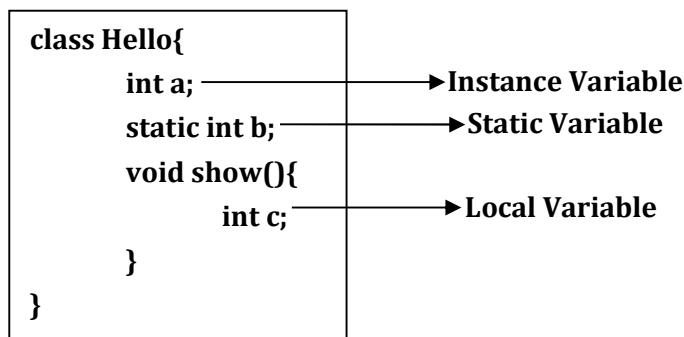 class Hello{
int a; Instance Variable
static int b; Static Variable
void show(){
int c; Local Variable
}
}